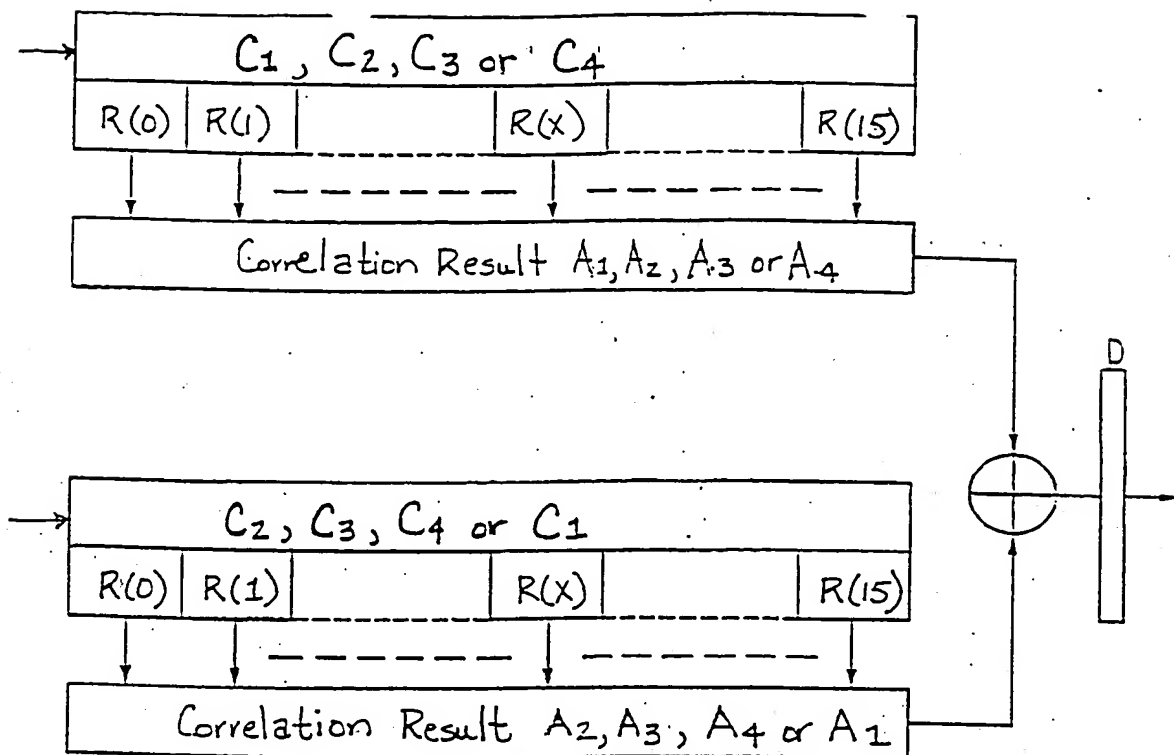 C1, C2, C3 or C4
R(0) R(1) R(X) R(15)
Correlation Result A1, A2, A3 or A4
D
C2, C3, C4 or C1
R(0) R(1) R(X) R(15)
Correlation Result A2, A3, A4 or A1